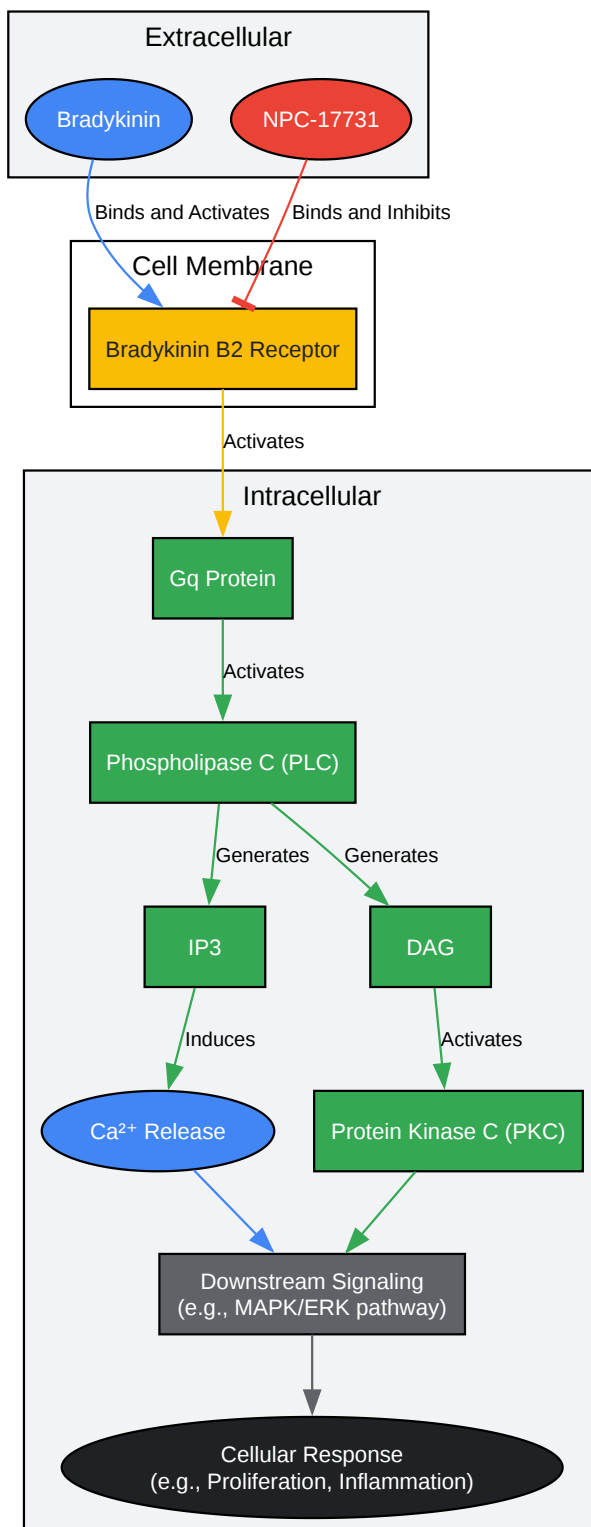 Extracellular
Bradykinin
NPC-17731
Binds and Activates
Binds and Inhibits
Cell Membrane
Bradykinin B2 Receptor
Activates
Intracellular
Gq Protein
Activates
Phospholipase C (PLC)
Generates
Generates
IP3
DAG
Induces
Activates
Ca²⁺ Release
Protein Kinase C (PKC)
Downstream Signaling
(e.g., MAPK/ERK pathway)
Cellular Response
(e.g., Proliferation, Inflammation)